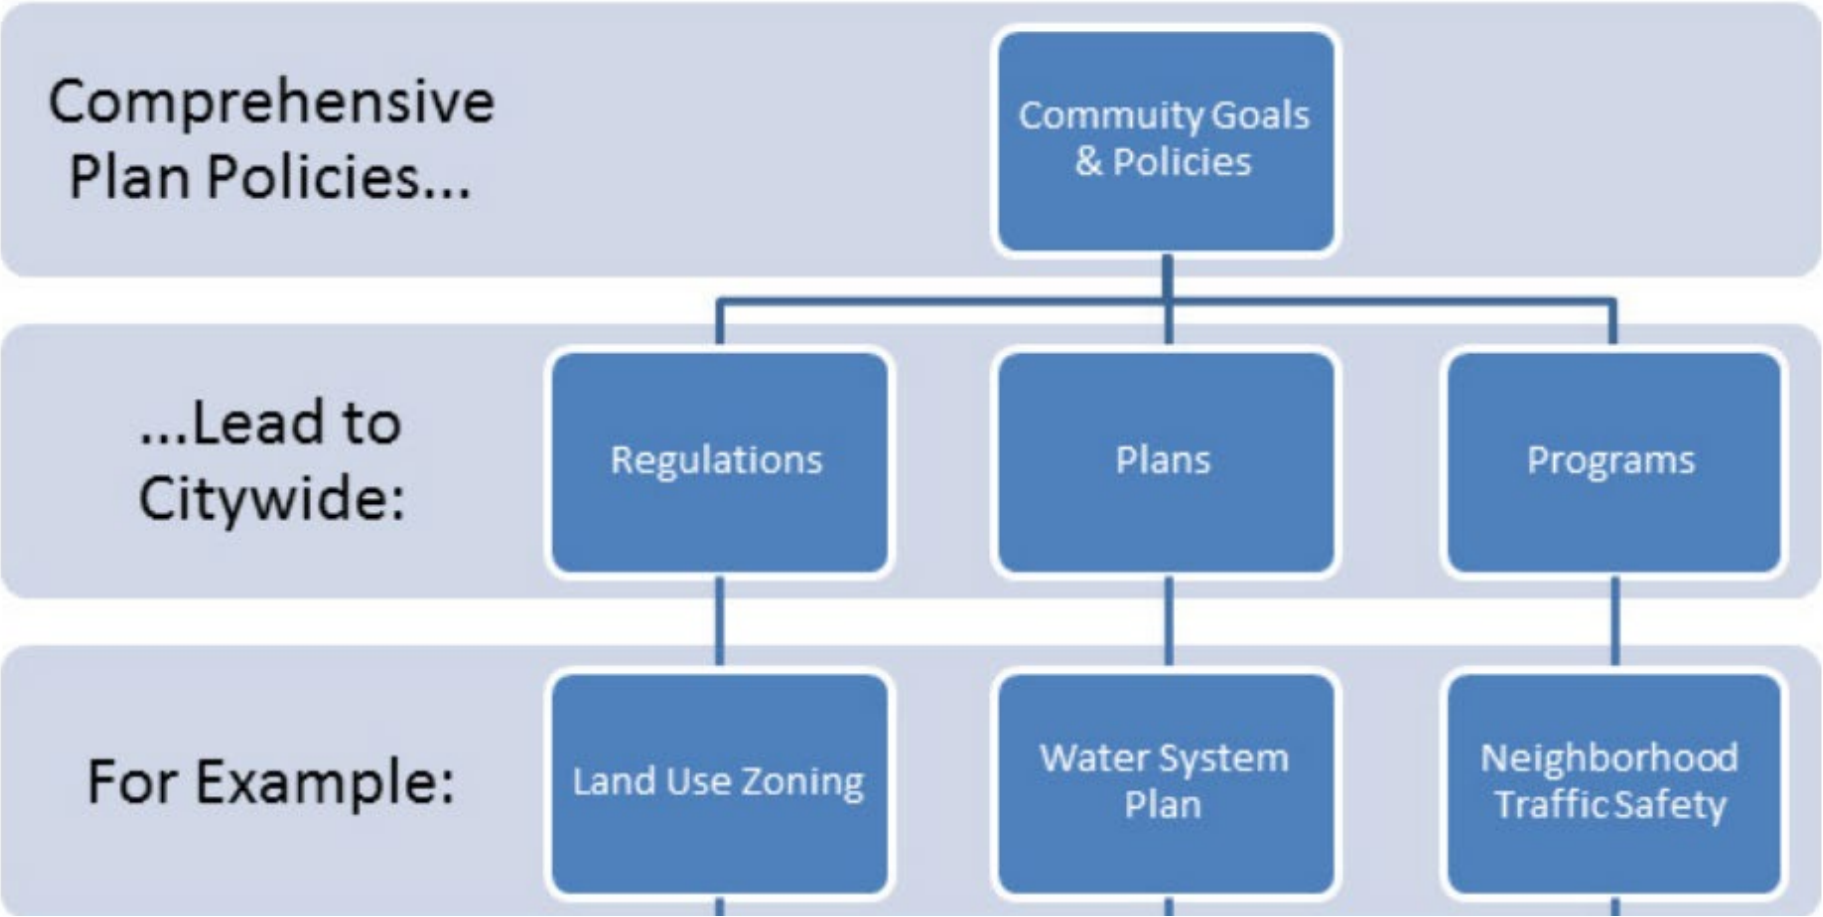 Comprehensive
Plan Policies...
Commuity Goals
& Policies
...Lead to
Citywide:
Regulations
Plans
Programs
For Example:
Land Use Zoning
Water System
Plan
Neighborhood
Traffic Safety